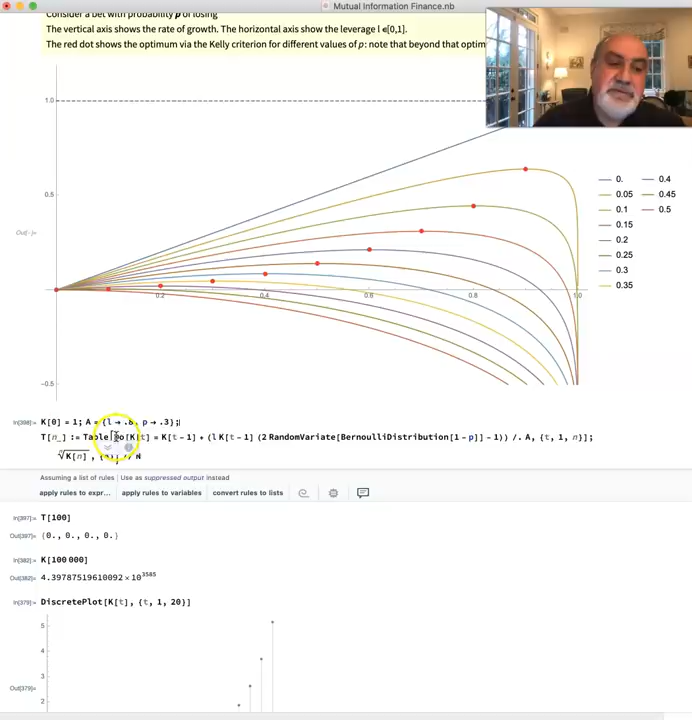 Mutual Information Finance.nb
Consider a bet with probability p of losing
The vertical axis shows the rate of growth. The horizontal axis show the leverage l ϵ[0,1].
The red dot shows the optimum via the Kelly criterion for different values of p: note that beyond that optim
1.0
0.5
Out[-]=
0.2
0.4
0.6
0.8
1.0
-0.5
0.
0.05
0.1
0.15
0.2
0.25
0.3
0.35
0.4
0.45
0.5
In[398]:= K[0] = 1; A = {l → .8, p → .3};
T[n_] := Table[Do[K[t] = K[t - 1] + (l K[t - 1] (2 RandomVariate[BernoulliDistribution[1 - p]] - 1)) /. A, {t, 1, n}];
K[n] , // N
Assuming a list of rules | Use as suppressed output instead
apply rules to expr... apply rules to variables convert rules to lists
In[397]:= T[100]
Out[397]= {0., 0., 0., 0.}
In[382]:= K[100 000]
Out[382]= 4.39787519610092 × 10^3585
In[379]:= DiscretePlot[K[t], {t, 1, 20}]
5
4
3
Out[379]=
2